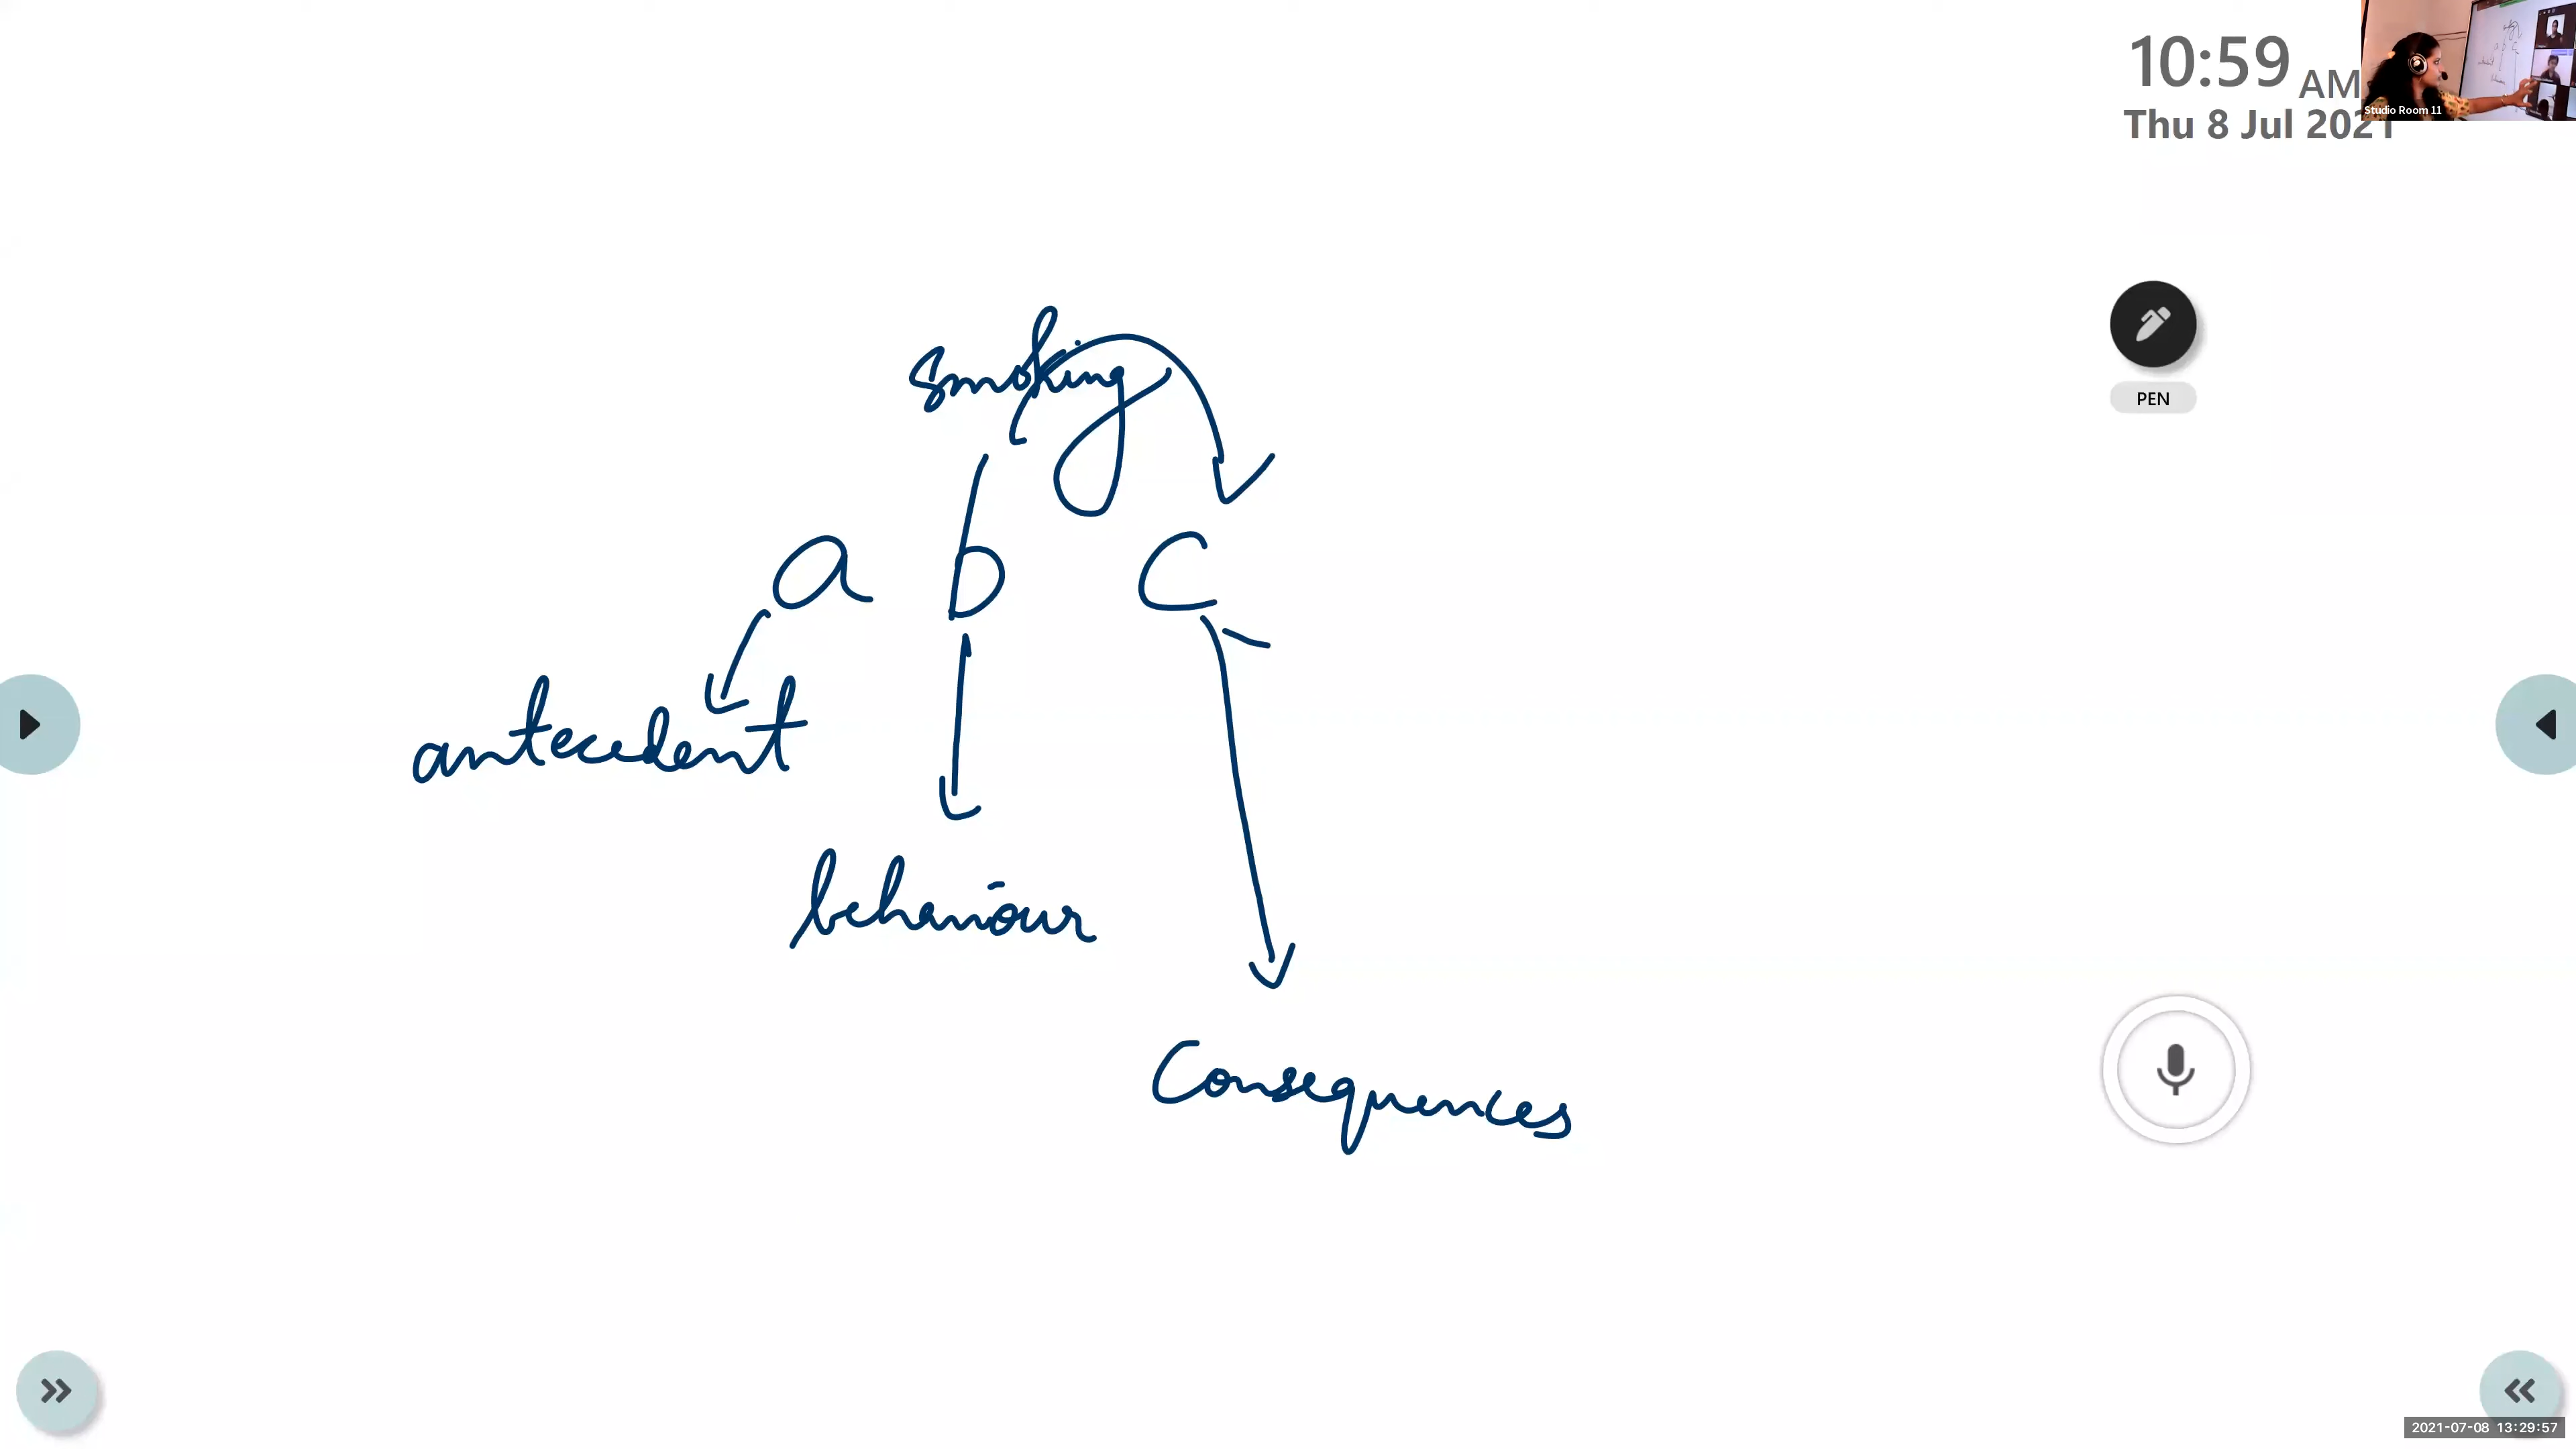 10:59 AM
Thu 8 Jul 2021
Studio Room 11
PEN
smoking
a b c
antecedent
behaviour
Consequences
2021-07-08 13:29:57